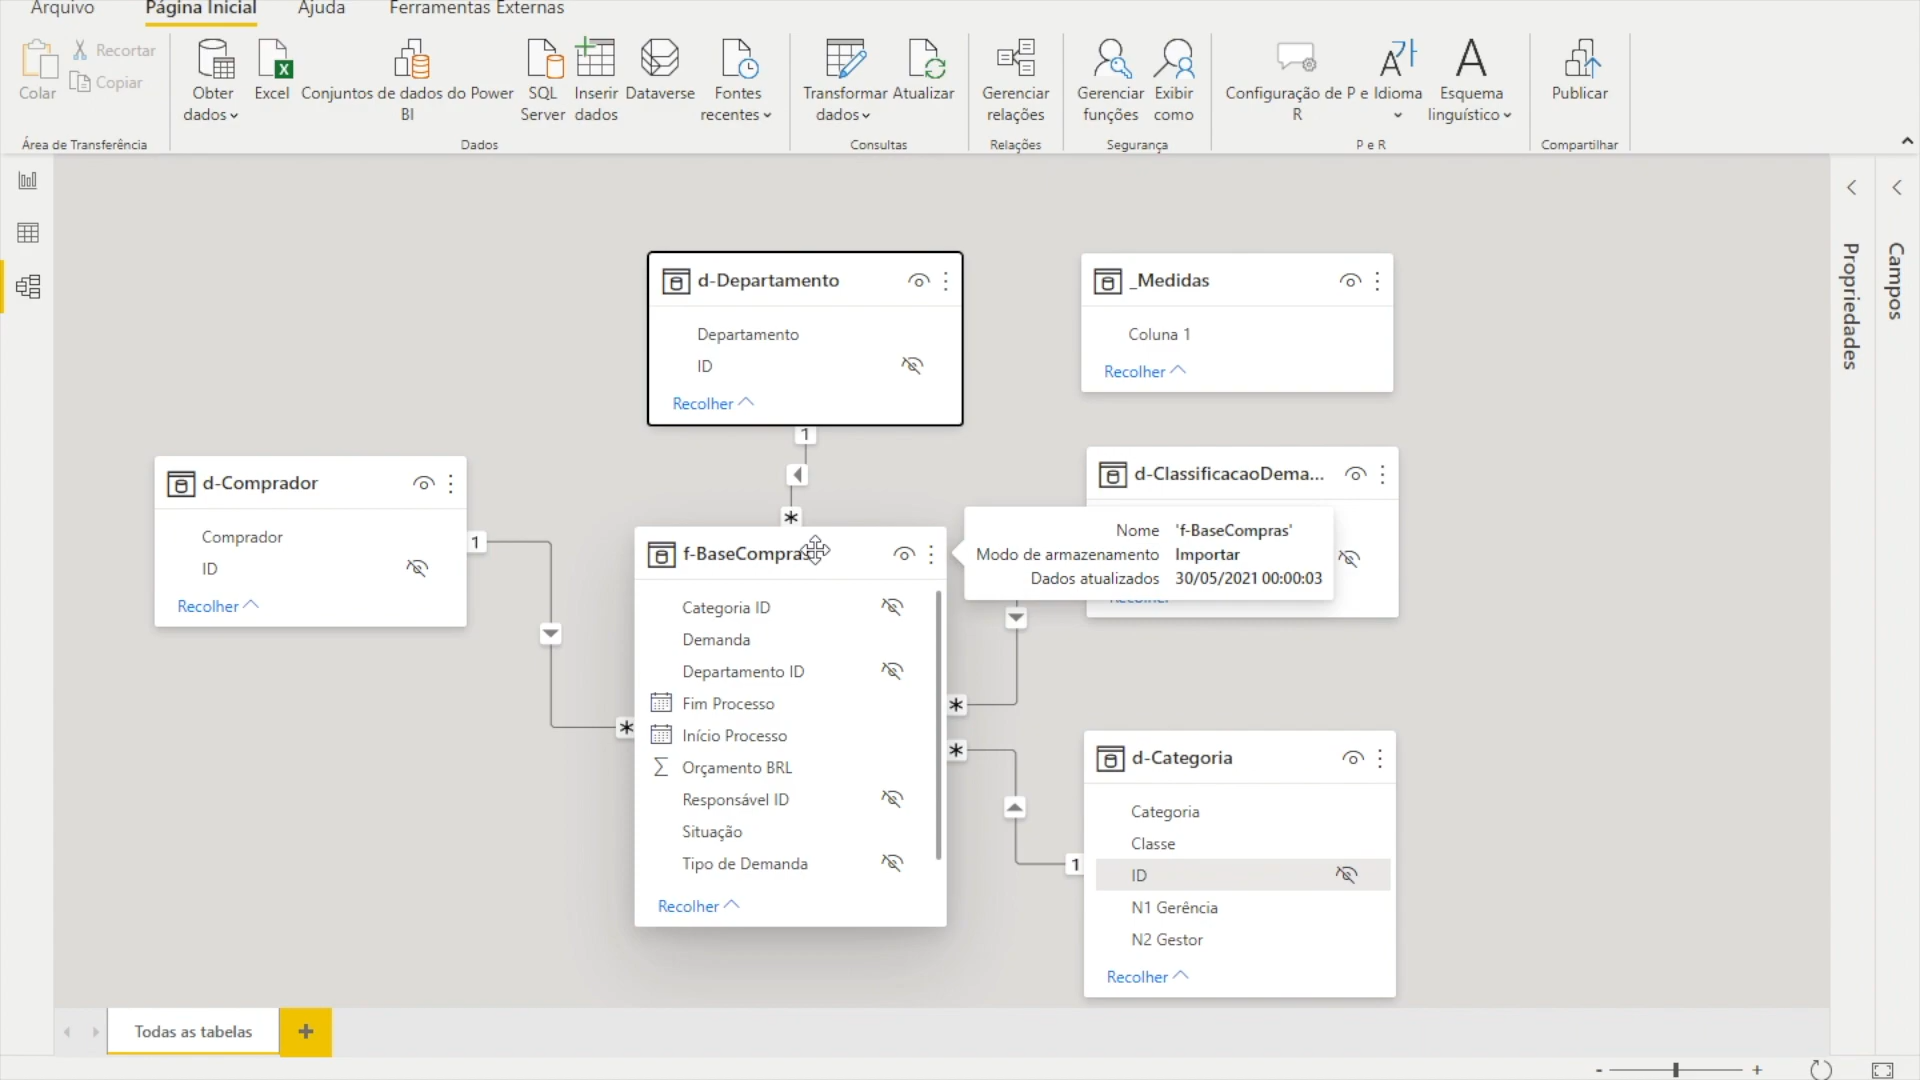 Arquivo
Página Inicial
Ajuda
Ferramentas Externas
Colar
Recortar
Copiar
Obter dados
Excel
Conjuntos de dados do Power BI
SQL Server
Inserir dados
Dataverse
Fontes recentes
Transformar dados
Atualizar
Gerenciar relações
Gerenciar funções
Exibir como
Configuração de P e R
Idioma
Esquema linguístico
Publicar
Área de Transferência
Dados
Consultas
Relações
Segurança
P e R
Compartilhar
d-Departamento
Departamento
ID
Recolher
_Medidas
Coluna 1
Recolher
Propriedades
Campos
1
*
d-Comprador
Comprador
ID
Recolher
1
*
d-ClassificacaoDema...
Nome 'f-BaseCompras'
Modo de armazenamento Importar
Dados atualizados 30/05/2021 00:00:03
f-BaseCompras
Categoria ID
Demanda
Departamento ID
Fim Processo
Início Processo
Σ Orçamento BRL
Responsável ID
Situação
Tipo de Demanda
Recolher
*
*
1
d-Categoria
Categoria
Classe
ID
N1 Gerência
N2 Gestor
Recolher
Todas as tabelas
+
- +